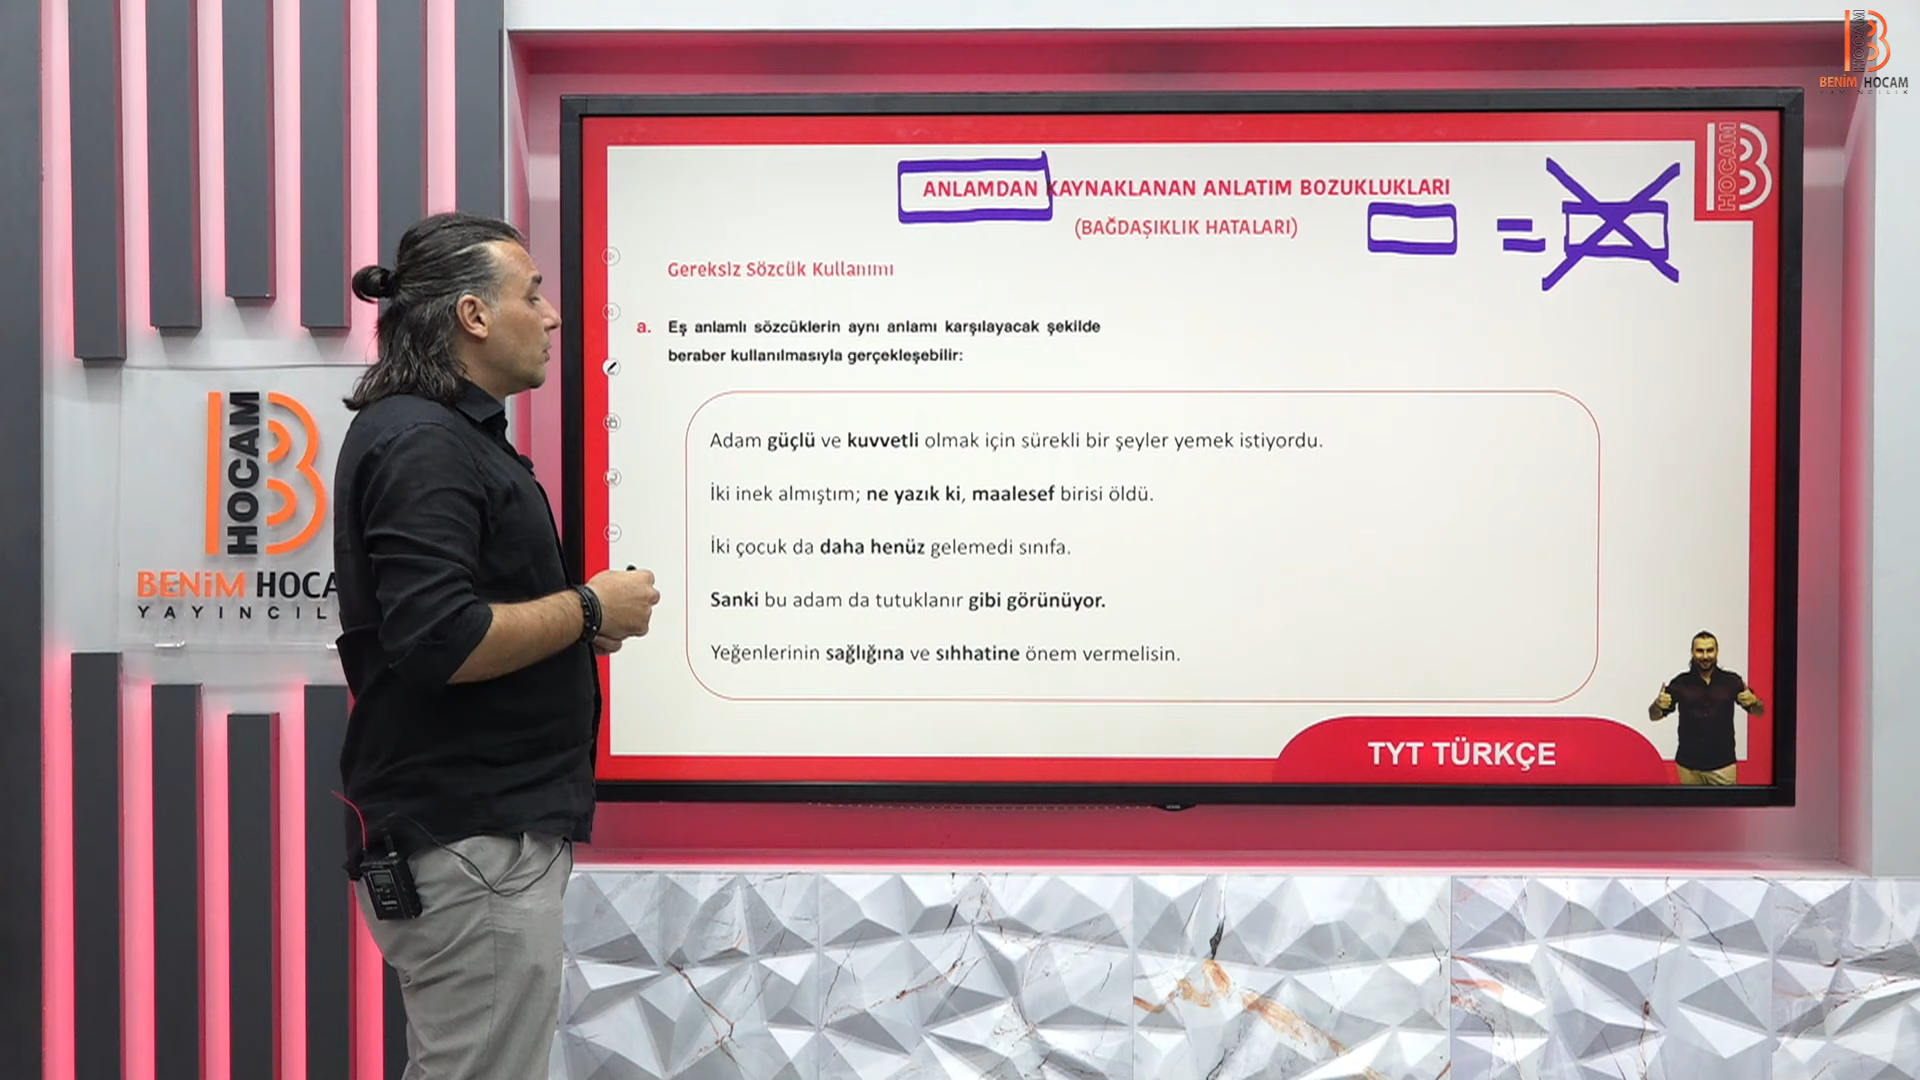 HOCAM
BENİM HOCAM
YAYINCILIK
HOCAM
ANLAMDAN KAYNAKLANAN ANLATIM BOZUKLUKLARI
(BAĞDAŞIKLIK HATALARI)
Gereksiz Sözcük Kullanımı
a. Eş anlamlı sözcüklerin aynı anlamı karşılayacak şekilde
beraber kullanılmasıyla gerçekleşebilir:
Adam güçlü ve kuvvetli olmak için sürekli bir şeyler yemek istiyordu.
İki inek almıştım; ne yazık ki, maalesef birisi öldü.
İki çocuk da daha henüz gelemedi sınıfa.
Sanki bu adam da tutuklanır gibi görünüyor.
Yeğenlerinin sağlığına ve sıhhatine önem vermelisin.
TYT TÜRKÇE
HOCAM
BENİM HOCA
YAYINCIL